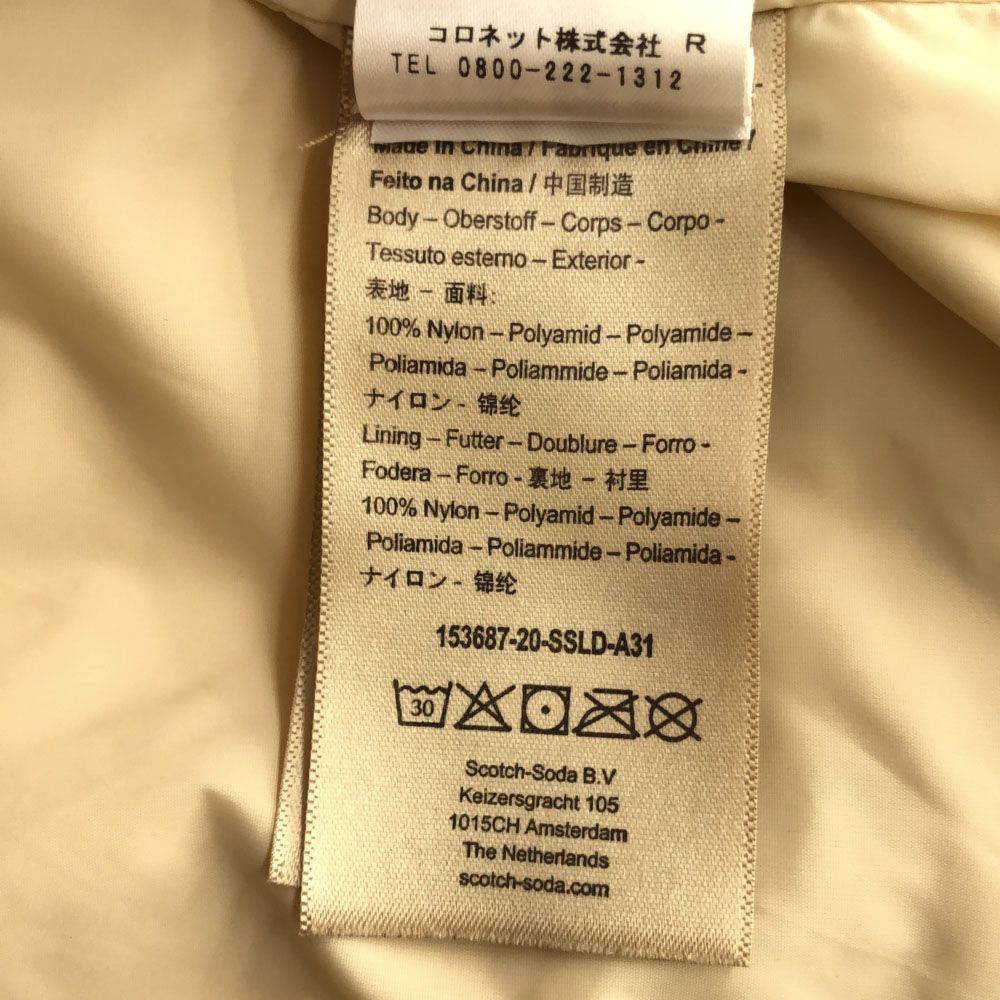 コロネット株式会社 R
TEL 0800-222-1312
Made in China / Fabriqué en Chine /
Feito na China / 中国制造
Body – Oberstoff – Corps – Corpo -
Tessuto esterno – Exterior -
表地 – 面料:
100% Nylon – Polyamid – Polyamide –
Poliamida – Poliammide – Poliamida -
ナイロン - 锦纶
Lining – Futter – Doublure – Forro -
Fodera – Forro - 裏地 – 衬里
100% Nylon – Polyamid – Polyamide –
Poliamida – Poliammide – Poliamida -
ナイロン - 锦纶
153687-20-SSLD-A31
30
Scotch-Soda B.V
Keizersgracht 105
1015CH Amsterdam
The Netherlands
scotch-soda.com